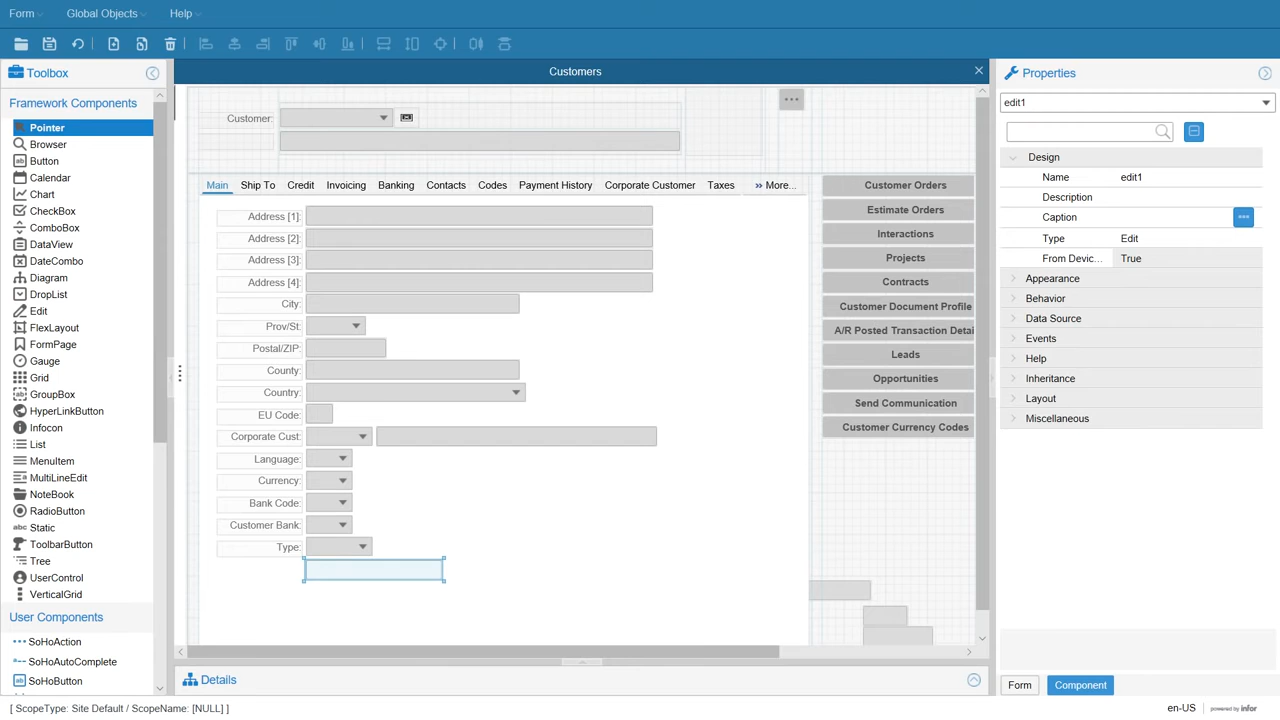 Form Global Objects Help
Toolbox
Customers
Properties
Framework Components
Pointer
Browser
Button
Calendar
Chart
CheckBox
ComboBox
DataView
DateCombo
Diagram
DropList
Edit
FlexLayout
FormPage
Gauge
Grid
GroupBox
HyperLinkButton
Infocon
List
MenuItem
MultiLineEdit
NoteBook
RadioButton
Static
ToolbarButton
Tree
UserControl
VerticalGrid
User Components
SoHoAction
SoHoAutoComplete
SoHoButton
Customer:
Main Ship To Credit Invoicing Banking Contacts Codes Payment History Corporate Customer Taxes » More...
Address [1]:
Address [2]:
Address [3]:
Address [4]:
City:
Prov/St:
Postal/ZIP:
County:
Country:
EU Code:
Corporate Cust:
Language:
Currency:
Bank Code:
Customer Bank:
Type:
Customer Orders
Estimate Orders
Interactions
Projects
Contracts
Customer Document Profile
A/R Posted Transaction Detai
Leads
Opportunities
Send Communication
Customer Currency Codes
Details
edit1
Design
Name edit1
Description
Caption
Type Edit
From Devic... True
Appearance
Behavior
Data Source
Events
Help
Inheritance
Layout
Miscellaneous
Form Component
[ ScopeType: Site Default / ScopeName: [NULL] ]
en-US powered by infor